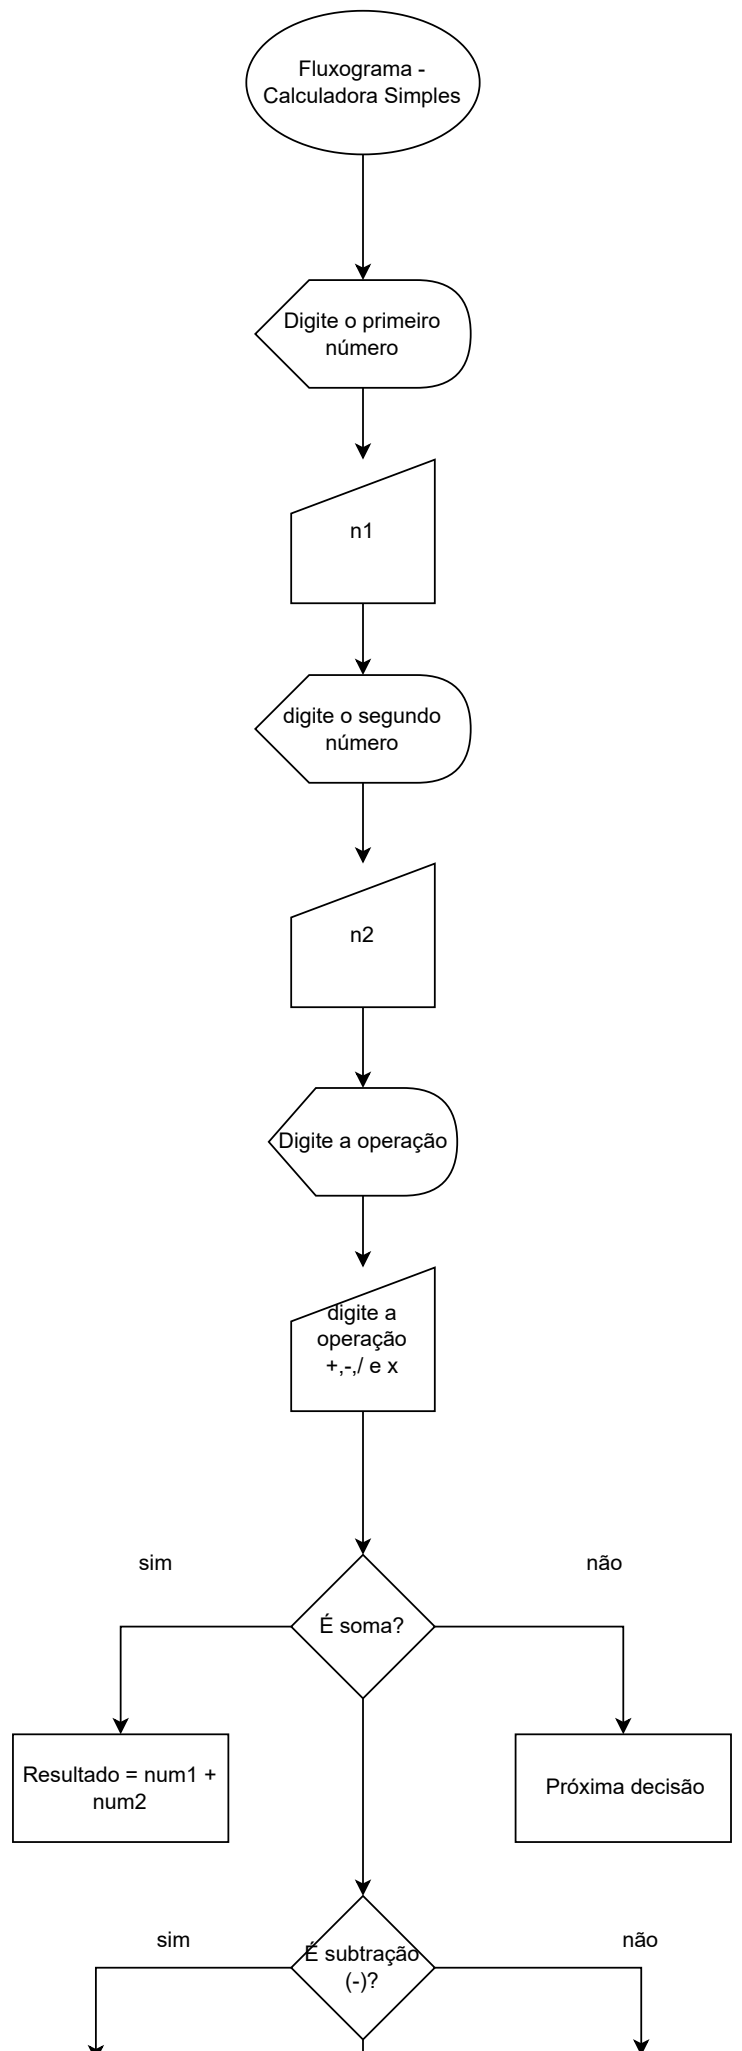 Fluxograma -
Calculadora Simples
Digite o primeiro
número
n1
digite o segundo
número
n2
Digite a operação
digite a
operação
+,-,/ e x
sim
não
É soma?
Resultado = num1 +
num2
Próxima decisão
sim
não
É subtração
(-)?